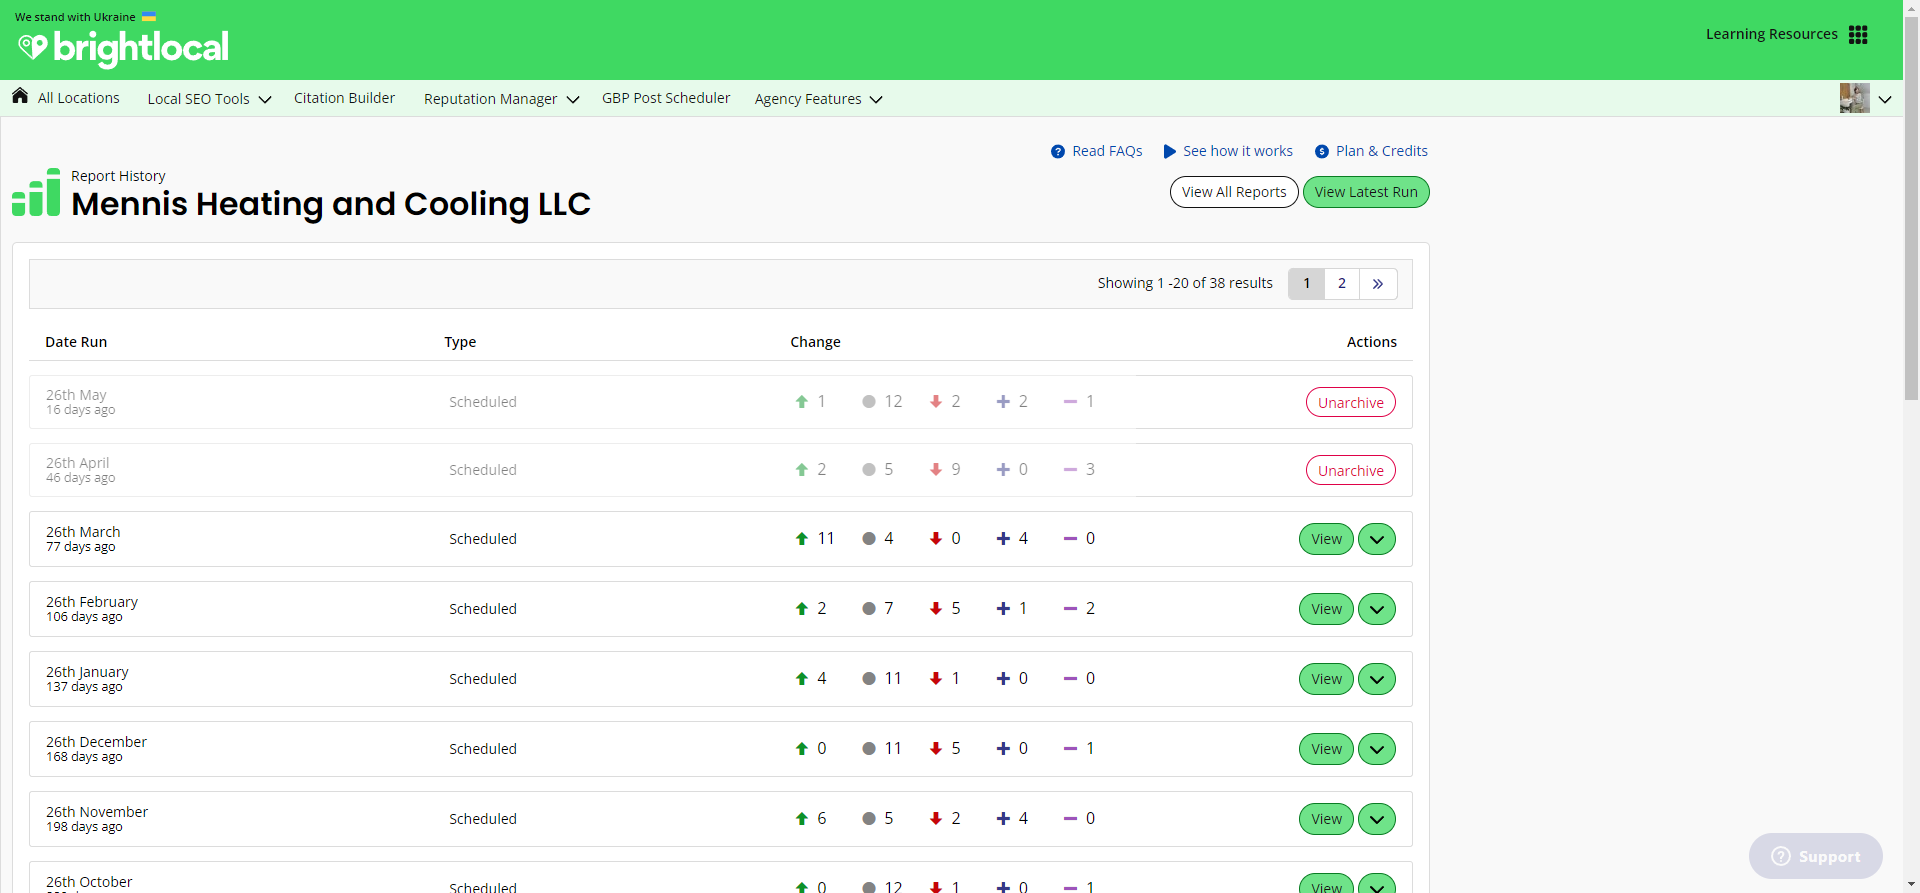 We stand with Ukraine
brightlocal
Learning Resources
All Locations Local SEO Tools Citation Builder Reputation Manager GBP Post Scheduler Agency Features
Read FAQs See how it works Plan & Credits
Report History
Mennis Heating and Cooling LLC
View All Reports View Latest Run
Showing 1 -20 of 38 results 1 2 »
Date Run Type Change Actions
26th May
16 days ago
Scheduled 1 12 2 2 1 Unarchive
26th April
46 days ago
Scheduled 2 5 9 0 3 Unarchive
26th March
77 days ago
Scheduled 11 4 0 4 0 View
26th February
106 days ago
Scheduled 2 7 5 1 2 View
26th January
137 days ago
Scheduled 4 11 1 0 0 View
26th December
168 days ago
Scheduled 0 11 5 0 1 View
26th November
198 days ago
Scheduled 6 5 2 4 0 View
26th October
Scheduled 0 12 1 0 1 View
Support